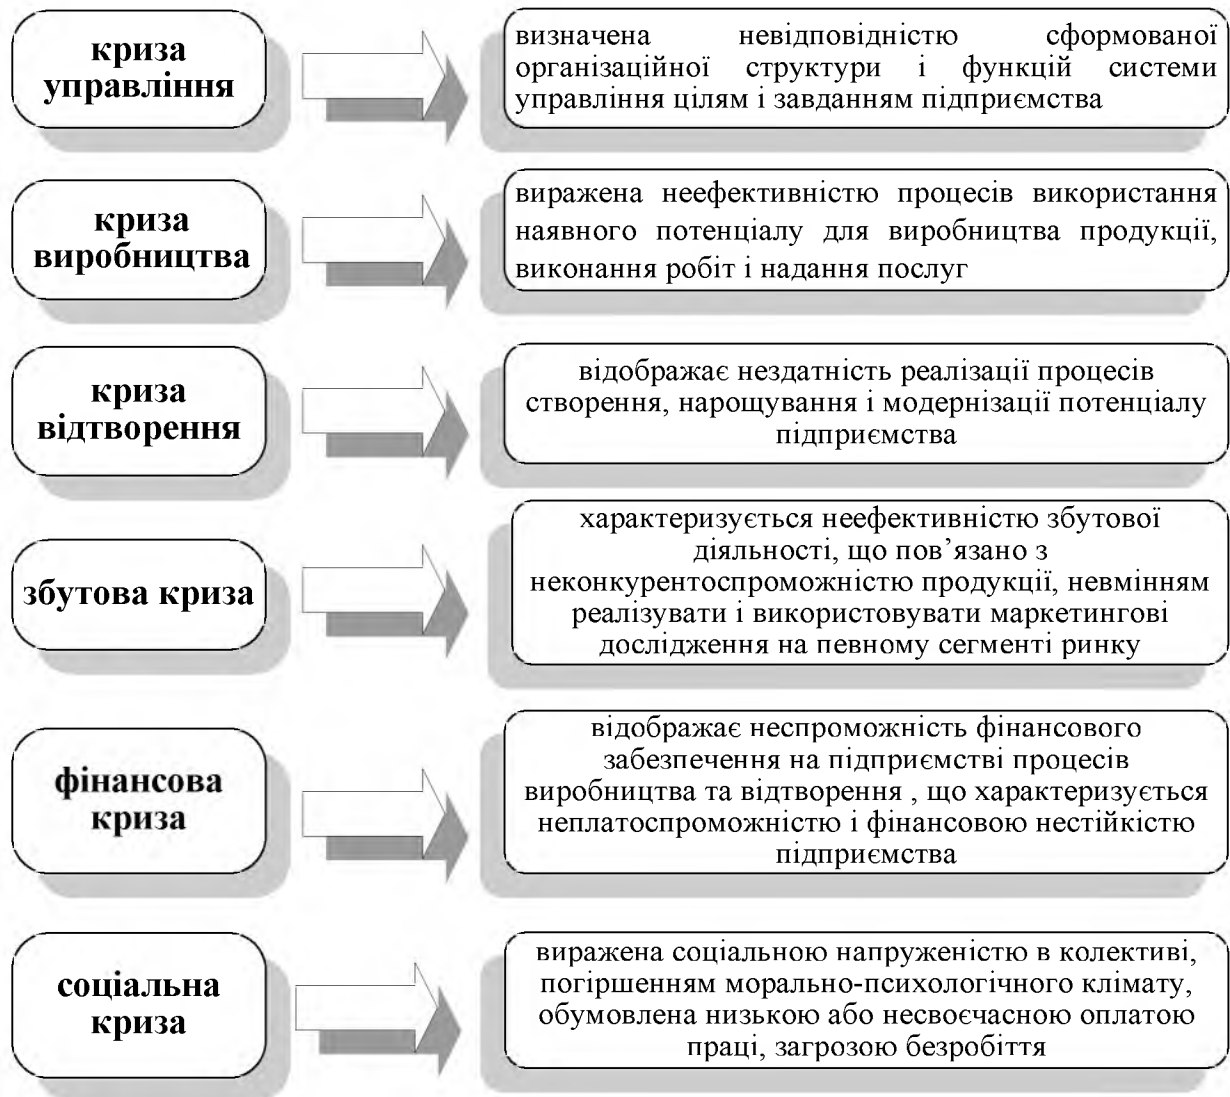 криза
управління
визначена невідповідністю сформованої
організаційної структури і функцій системи
управління цілям і завданням підприємства
криза
виробництва
виражена неефективністю процесів використання
наявного потенціалу для виробництва продукції,
виконання робіт і надання послуг
криза
відтворення
відображає нездатність реалізації процесів
створення, нарощування і модернізації потенціалу
підприємства
збутова криза
характеризується неефективністю збутової
діяльності, що пов’язано з
неконкурентоспроможністю продукції, невмінням
реалізувати і використовувати маркетингові
дослідження на певному сегменті ринку
фінансова
криза
відображає неспроможність фінансового
забезпечення на підприємстві процесів
виробництва та відтворення , що характеризується
неплатоспроможністю і фінансовою нестійкістю
підприємства
соціальна
криза
виражена соціальною напруженістю в колективі,
погіршенням морально-психологічного клімату,
обумовлена низькою або несвоєчасною оплатою
праці, загрозою безробіття